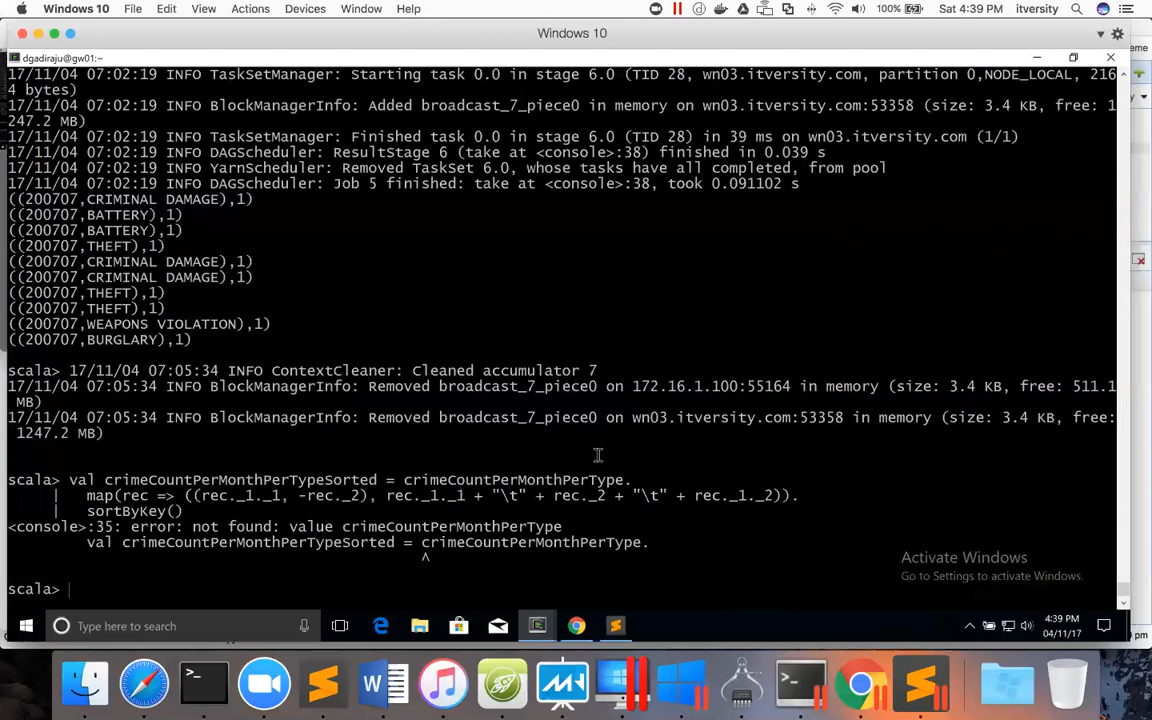 Windows 10 File Edit View Actions Devices Window Help 100% Sat 4:39 PM itversity
Windows 10
dgadiraju@gw01:~
17/11/04 07:02:19 INFO TaskSetManager: Starting task 0.0 in stage 6.0 (TID 28, wn03.itversity.com, partition 0,NODE_LOCAL, 216
4 bytes)
17/11/04 07:02:19 INFO BlockManagerInfo: Added broadcast_7_piece0 in memory on wn03.itversity.com:53358 (size: 3.4 KB, free: 1
247.2 MB)
17/11/04 07:02:19 INFO TaskSetManager: Finished task 0.0 in stage 6.0 (TID 28) in 39 ms on wn03.itversity.com (1/1)
17/11/04 07:02:19 INFO DAGScheduler: ResultStage 6 (take at <console>:38) finished in 0.039 s
17/11/04 07:02:19 INFO YarnScheduler: Removed TaskSet 6.0, whose tasks have all completed, from pool
17/11/04 07:02:19 INFO DAGScheduler: Job 5 finished: take at <console>:38, took 0.091102 s
((200707,CRIMINAL DAMAGE),1)
((200707,BATTERY),1)
((200707,BATTERY),1)
((200707,THEFT),1)
((200707,CRIMINAL DAMAGE),1)
((200707,CRIMINAL DAMAGE),1)
((200707,THEFT),1)
((200707,THEFT),1)
((200707,WEAPONS VIOLATION),1)
((200707,BURGLARY),1)
scala> 17/11/04 07:05:34 INFO ContextCleaner: Cleaned accumulator 7
17/11/04 07:05:34 INFO BlockManagerInfo: Removed broadcast_7_piece0 on 172.16.1.100:55164 in memory (size: 3.4 KB, free: 511.1
MB)
17/11/04 07:05:34 INFO BlockManagerInfo: Removed broadcast_7_piece0 on wn03.itversity.com:53358 in memory (size: 3.4 KB, free:
1247.2 MB)
scala> val crimeCountPerMonthPerTypeSorted = crimeCountPerMonthPerType.
| map(rec => ((rec._1._1, -rec._2), rec._1._1 + "\t" + rec._2 + "\t" + rec._1._2)).
| sortByKey()
<console>:35: error: not found: value crimeCountPerMonthPerType
val crimeCountPerMonthPerTypeSorted = crimeCountPerMonthPerType.
^
scala>
Activate Windows
Go to Settings to activate Windows.
Type here to search
4:39 PM
04/11/17